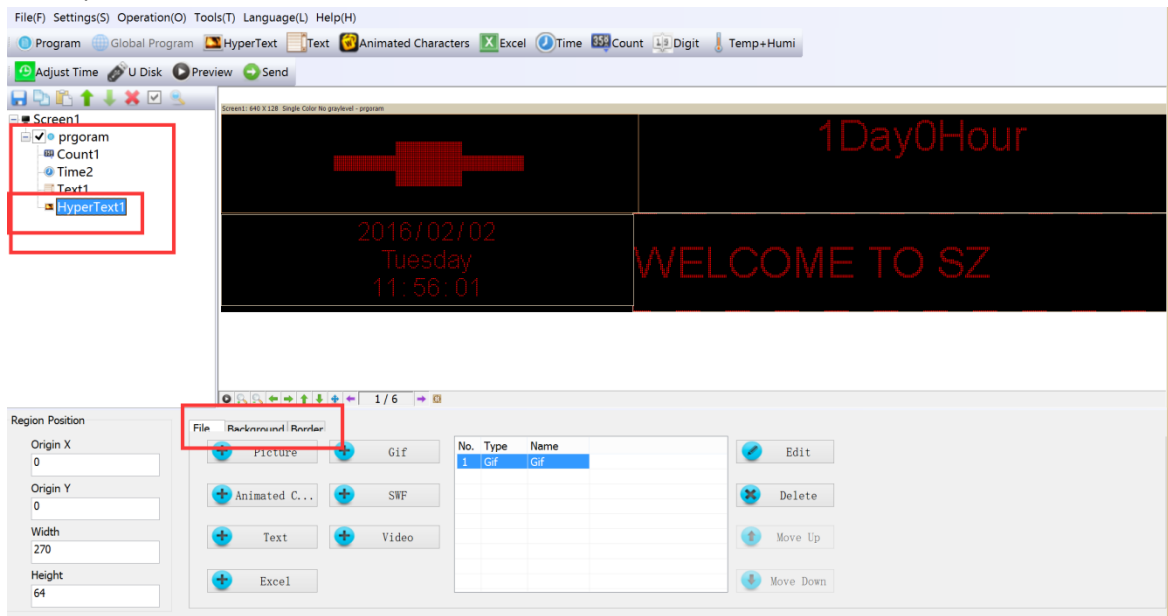 File(F) Settings(S) Operation(O) Tools(T) Language(L) Help(H)
Program Global Program HyperText Text Animated Characters Excel Time Count Digit Temp+Humi
Adjust Time U Disk Preview Send
Screen1
Screen1: 640 X 128 Single Color No graylevel - prgoram
prgoram
Count1
Time2
Text1
HyperText1
1Day0Hour
2016/02/02
Tuesday
11:56:01
WELCOME TO SZ
1 / 6
Region Position
Origin X
0
Origin Y
0
Width
270
Height
64
File Background Border
Picture Gif
Animated C... SWF
Text Video
Excel
No. Type Name
1 Gif Gif
Edit
Delete
Move Up
Move Down